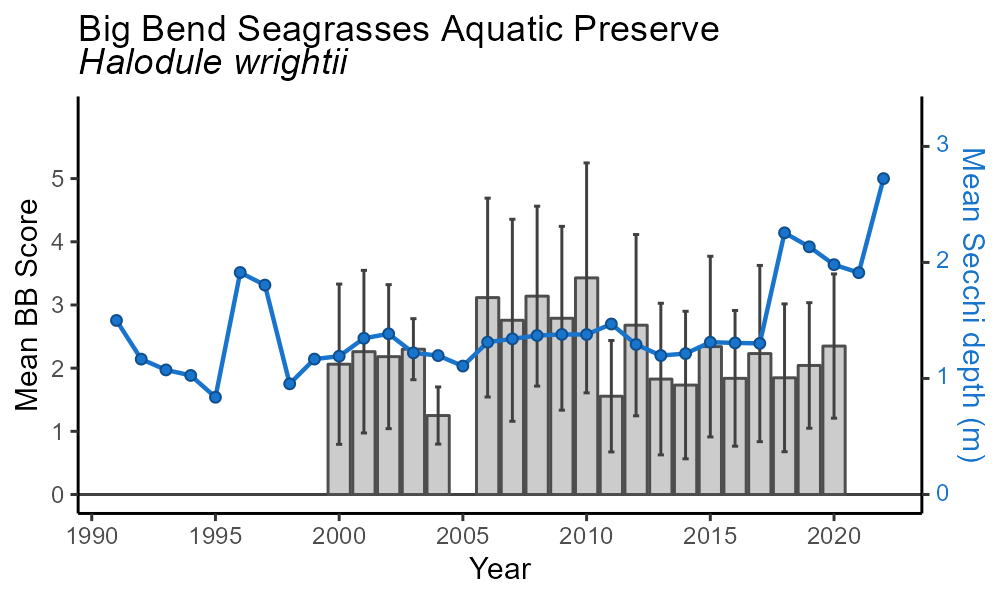 Big Bend Seagrasses Aquatic Preserve
Halodule wrightii
Mean BB Score
5
4
3
2
1
0
3
2
1
0
Mean Secchi depth (m)
1990 1995 2000 2005 2010 2015 2020
Year